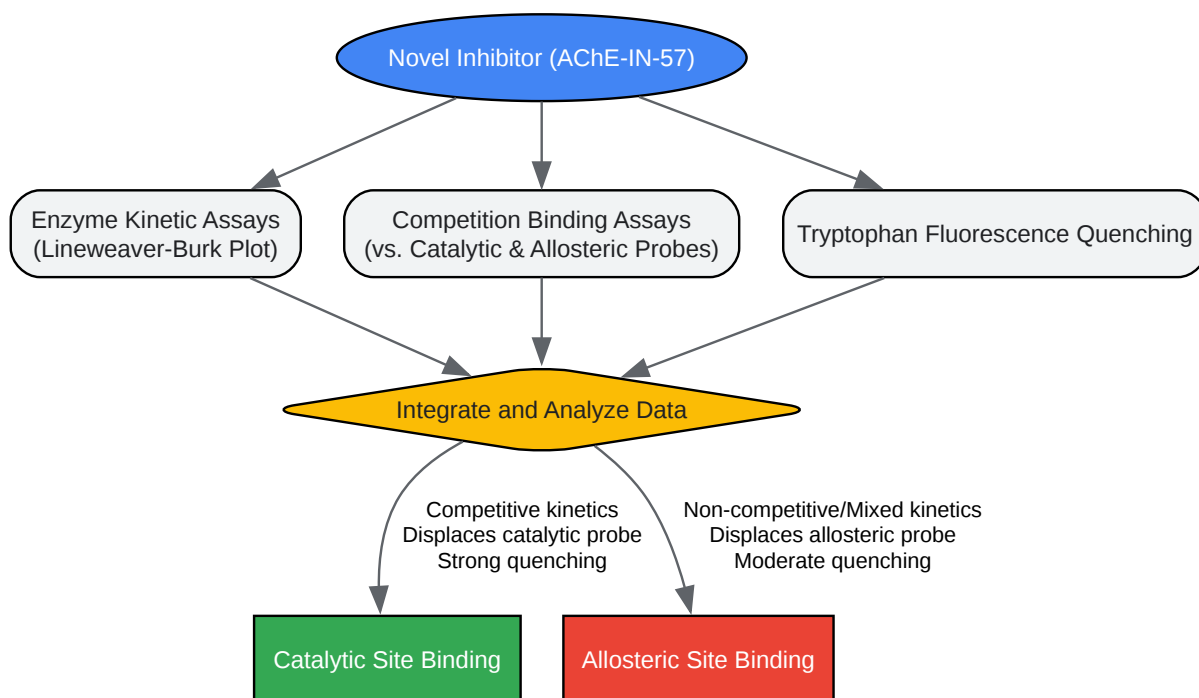 Novel Inhibitor (AChE-IN-57)
Enzyme Kinetic Assays
(Lineweaver-Burk Plot)
Competition Binding Assays
(vs. Catalytic & Allosteric Probes)
Tryptophan Fluorescence Quenching
Integrate and Analyze Data
Competitive kinetics
Displaces catalytic probe
Strong quenching
Non-competitive/Mixed kinetics
Displaces allosteric probe
Moderate quenching
Catalytic Site Binding
Allosteric Site Binding